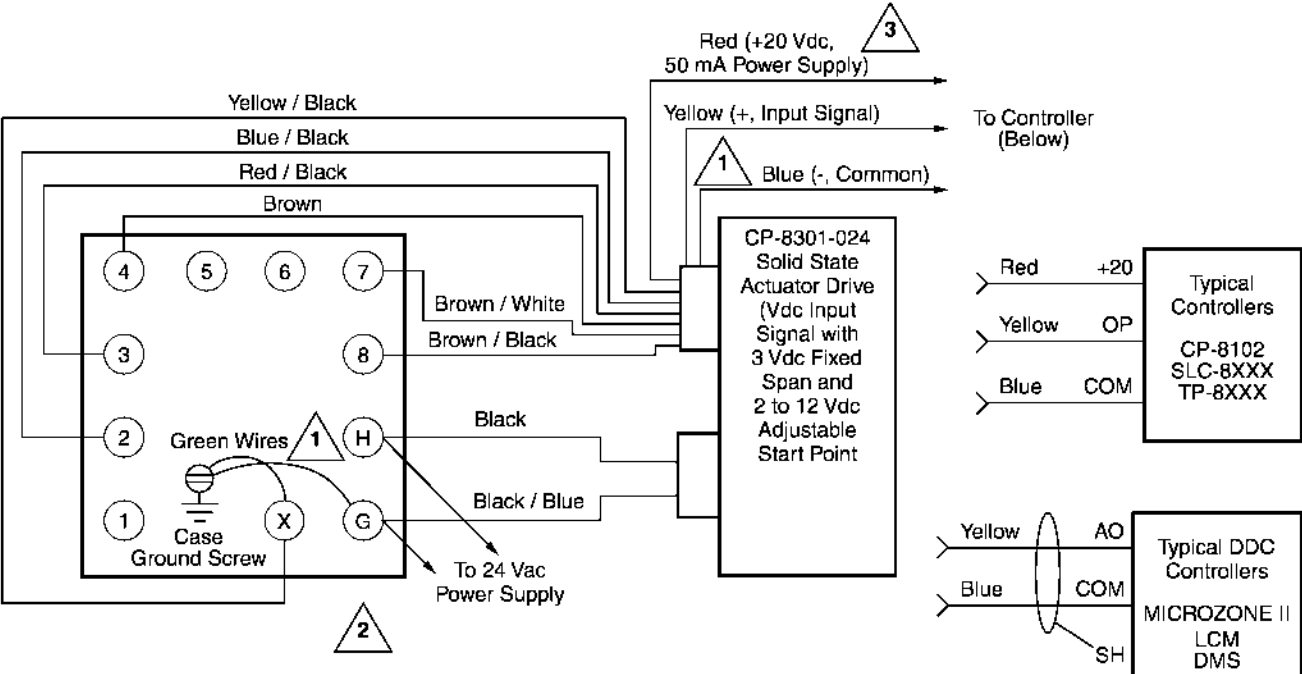 3
Red (+20 Vdc,
50 mA Power Supply)
Yellow / Black
Yellow (+, Input Signal)
To Controller
(Below)
Blue / Black
1
Blue (-, Common)
Red / Black
Brown
4
5
6
7
Brown / White
3
8
Brown / Black
2
Green Wires
1
H
Black
1
X
G
Black / Blue
Case
Ground Screw
To 24 Vac
Power Supply
2
CP-8301-024
Solid State
Actuator Drive
(Vdc Input
Signal with
3 Vdc Fixed
Span and
2 to 12 Vdc
Adjustable
Start Point
Red +20
Yellow OP
Blue COM
Typical
Controllers
CP-8102
SLC-8XXX
TP-8XXX
Yellow AO
Blue COM
SH
Typical DDC
Controllers
MICROZONE II
LCM
DMS